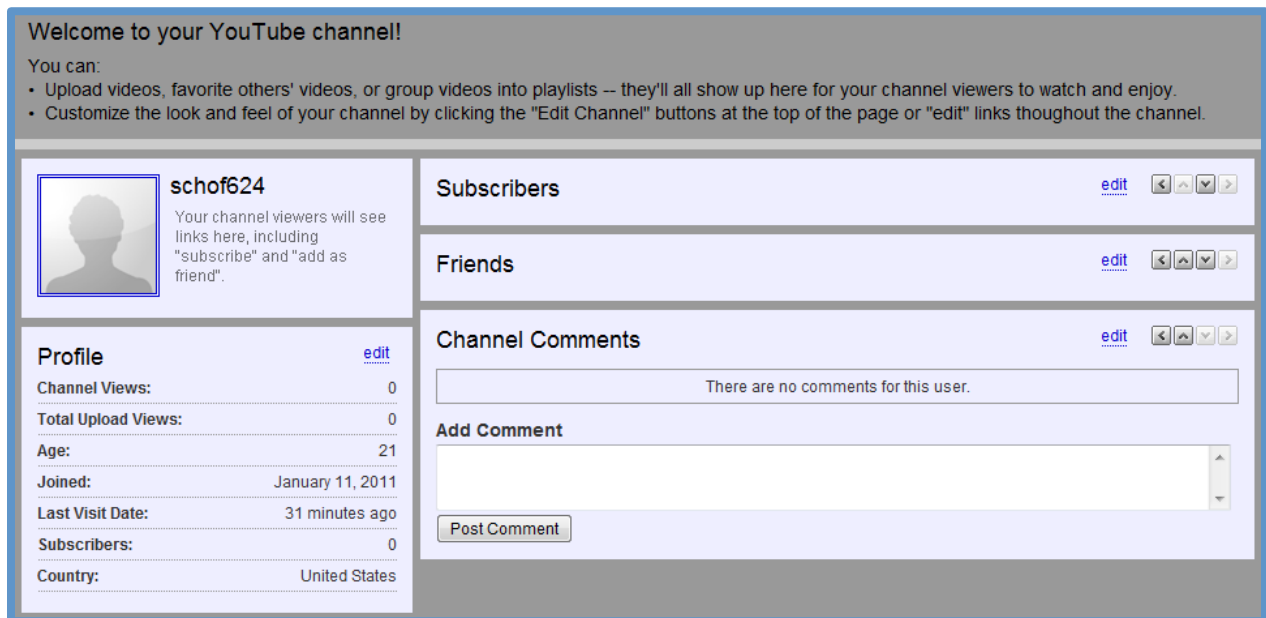 Welcome to your YouTube channel!
You can:
• Upload videos, favorite others' videos, or group videos into playlists -- they'll all show up here for your channel viewers to watch and enjoy.
• Customize the look and feel of your channel by clicking the "Edit Channel" buttons at the top of the page or "edit" links thoughout the channel.
schof624
Your channel viewers will see
links here, including
"subscribe" and "add as
friend".
Profile edit
Channel Views: 0
Total Upload Views: 0
Age: 21
Joined: January 11, 2011
Last Visit Date: 31 minutes ago
Subscribers: 0
Country: United States
Subscribers edit
Friends edit
Channel Comments edit
There are no comments for this user.
Add Comment
Post Comment